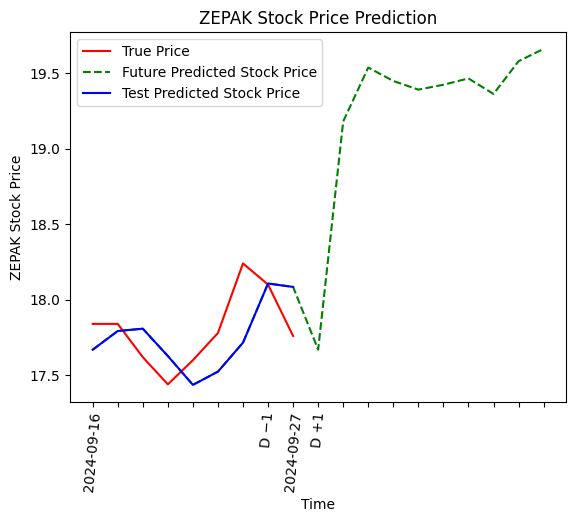 ZEPAK Stock Price Prediction
True Price
Future Predicted Stock Price
Test Predicted Stock Price
ZEPAK Stock Price
19.5
19.0
18.5
18.0
17.5
2024-09-16
D −1
2024-09-27
D +1
Time